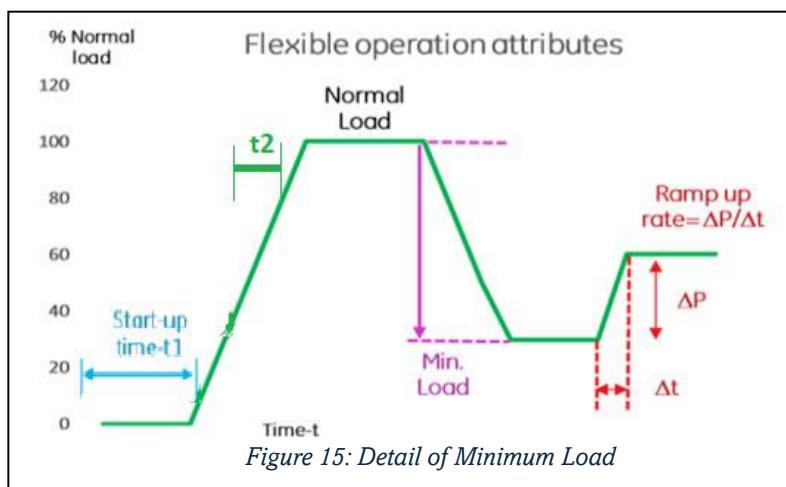 % Normal
load
Flexible operation attributes
120
100
80
60
40
20
0
Normal
Load
t2
Start-up
time-t1
Min.
Load
Ramp up
rate=ΔP/Δt
ΔP
Δt
Time-t
Figure 15: Detail of Minimum Load